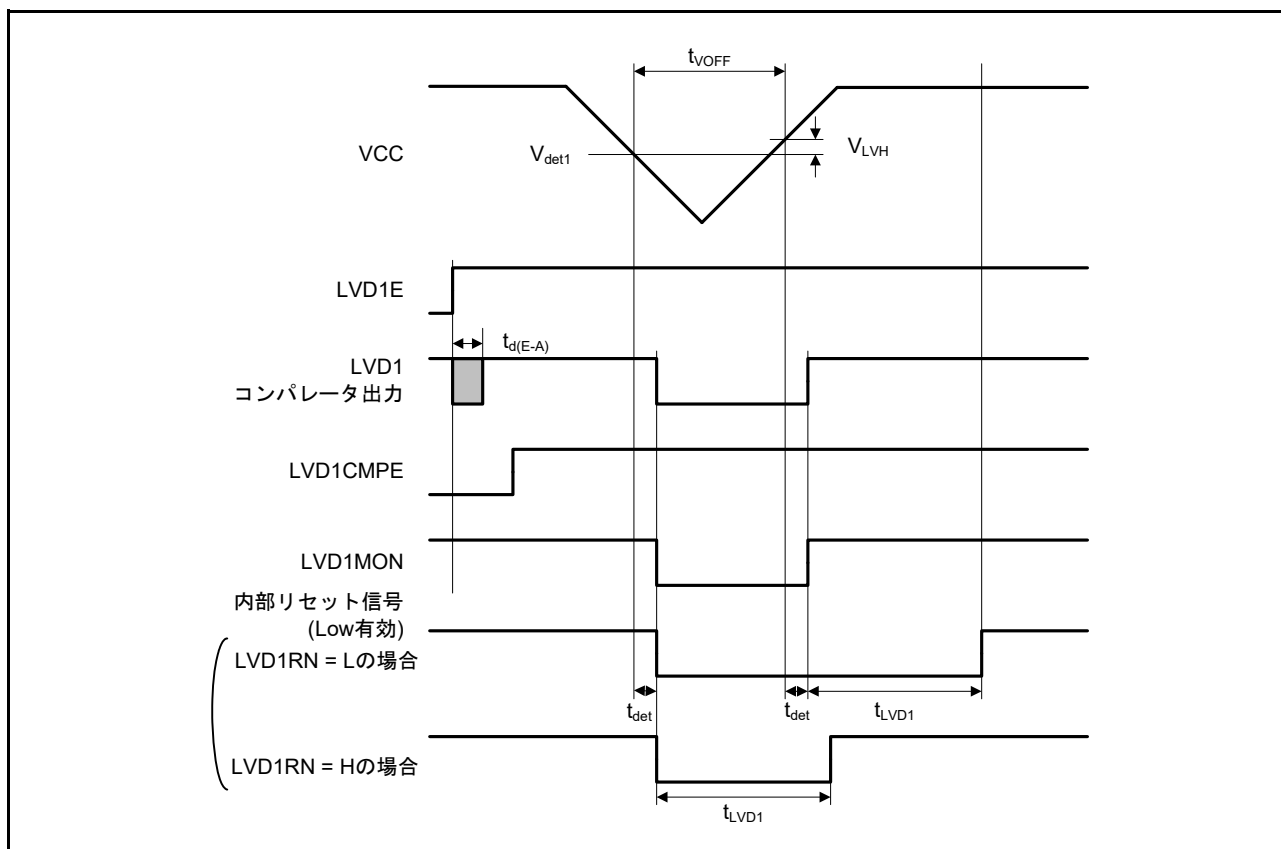 tVOFF
VCC
Vdet1
VLVH
LVD1E
td(E-A)
LVD1
コンパレータ出力
LVD1CMPE
LVD1MON
内部リセット信号
(Low有効)
LVD1RN = Lの場合
tdet
tdet
tLVD1
LVD1RN = Hの場合
tLVD1